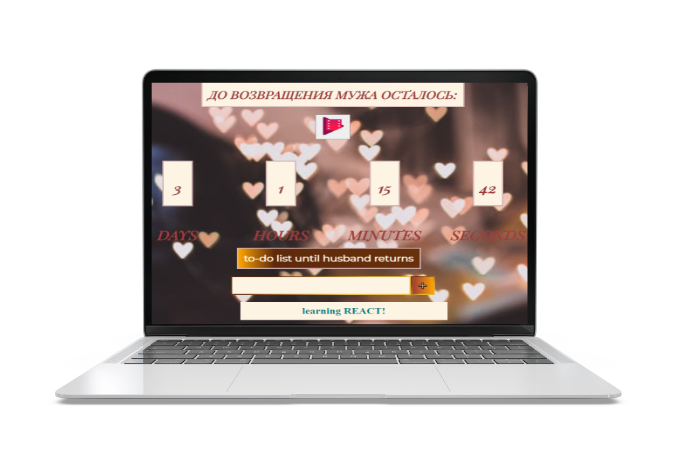 ДО ВОЗВРАЩЕНИЯ МУЖА ОСТАЛОСЬ:
3 1 15 42
DAYS HOURS MINUTES SECONDS
to-do list until husband returns
+
learning REACT!